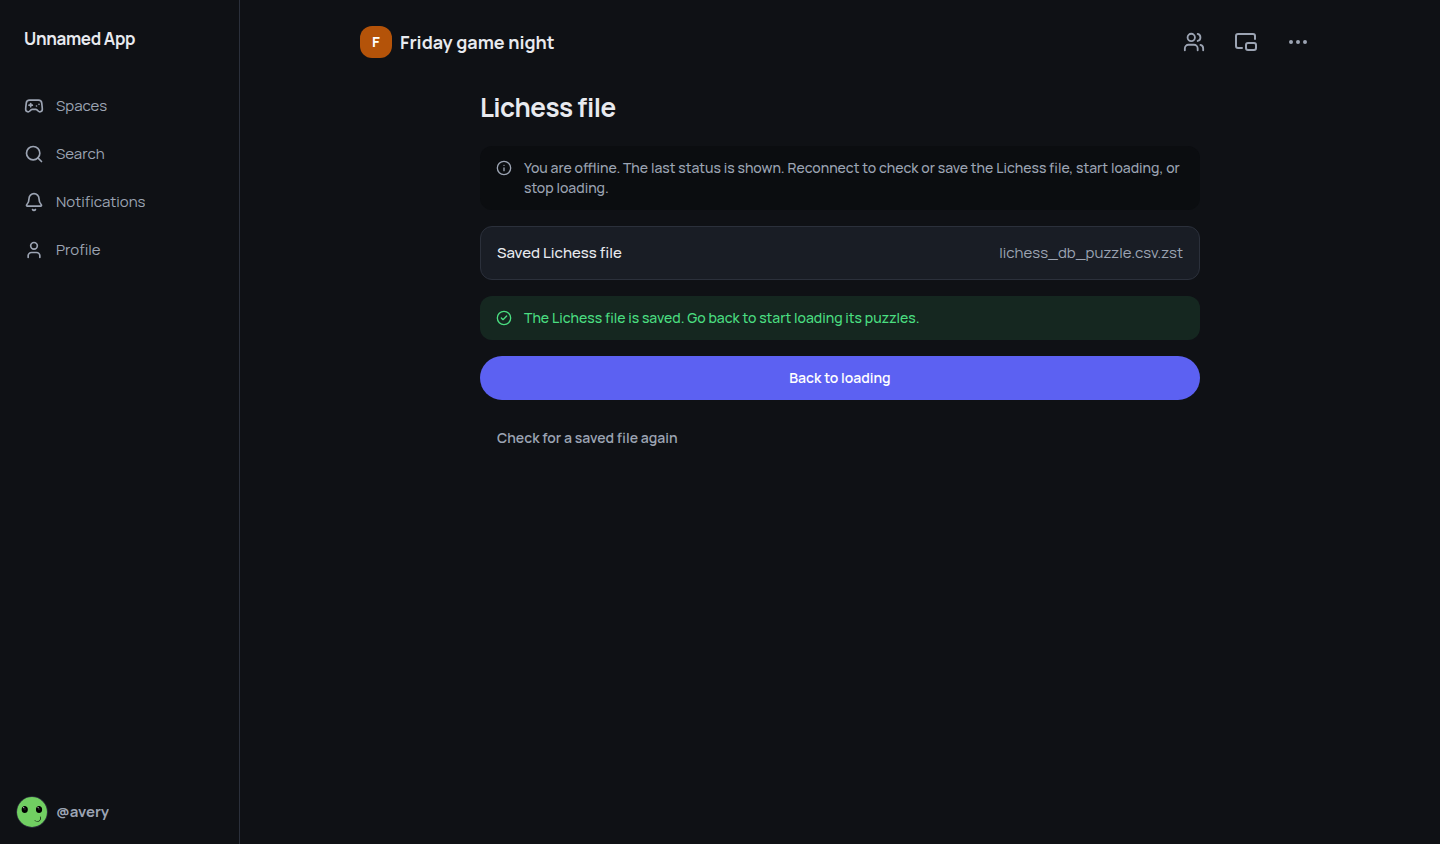 Unnamed App
Spaces
Search
Notifications
Profile
@avery
F
Friday game night
Lichess file
You are offline. The last status is shown. Reconnect to check or save the Lichess file, start loading, or
stop loading.
Saved Lichess file
lichess_db_puzzle.csv.zst
The Lichess file is saved. Go back to start loading its puzzles.
Back to loading
Check for a saved file again